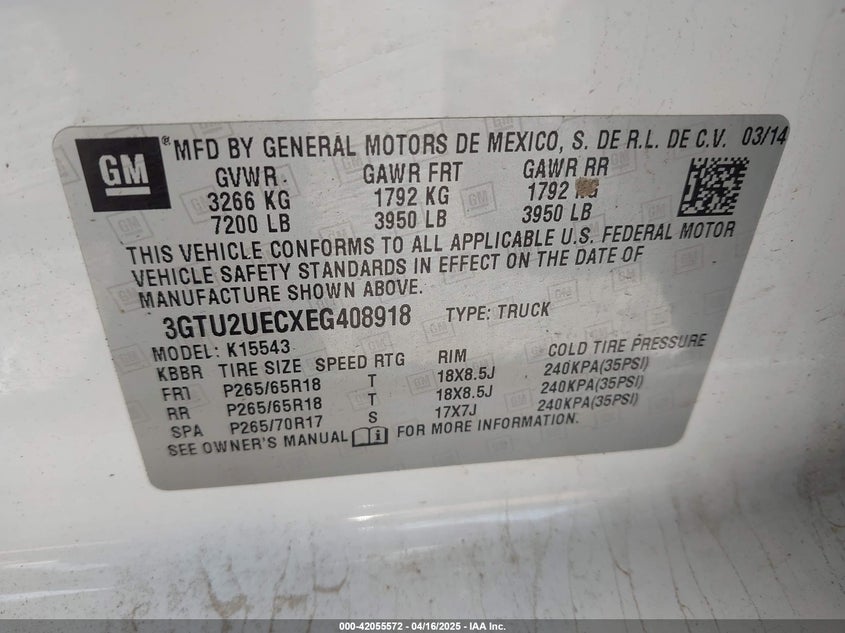 GM
® MFD BY GENERAL MOTORS DE MEXICO, S. DE R.L. DE C.V. 03/14
GVWR GAWR FRT GAWR RR
3266 KG 1792 KG 1792 KG
7200 LB 3950 LB 3950 LB
THIS VEHICLE CONFORMS TO ALL APPLICABLE U.S. FEDERAL MOTOR
VEHICLE SAFETY STANDARDS IN EFFECT ON THE DATE OF
MANUFACTURE SHOWN ABOVE.
3GTU2UECXEG408918 TYPE: TRUCK
MODEL: K15543
KBBR TIRE SIZE SPEED RTG RIM COLD TIRE PRESSURE
FRT P265/65R18 T 18X8.5J 240KPA(35PSI)
RR P265/65R18 T 18X8.5J 240KPA(35PSI)
SPA P265/70R17 S 17X7J 240KPA(35PSI)
SEE OWNER'S MANUAL FOR MORE INFORMATION.
000-42055572 - 04/16/2025 - IAA Inc.